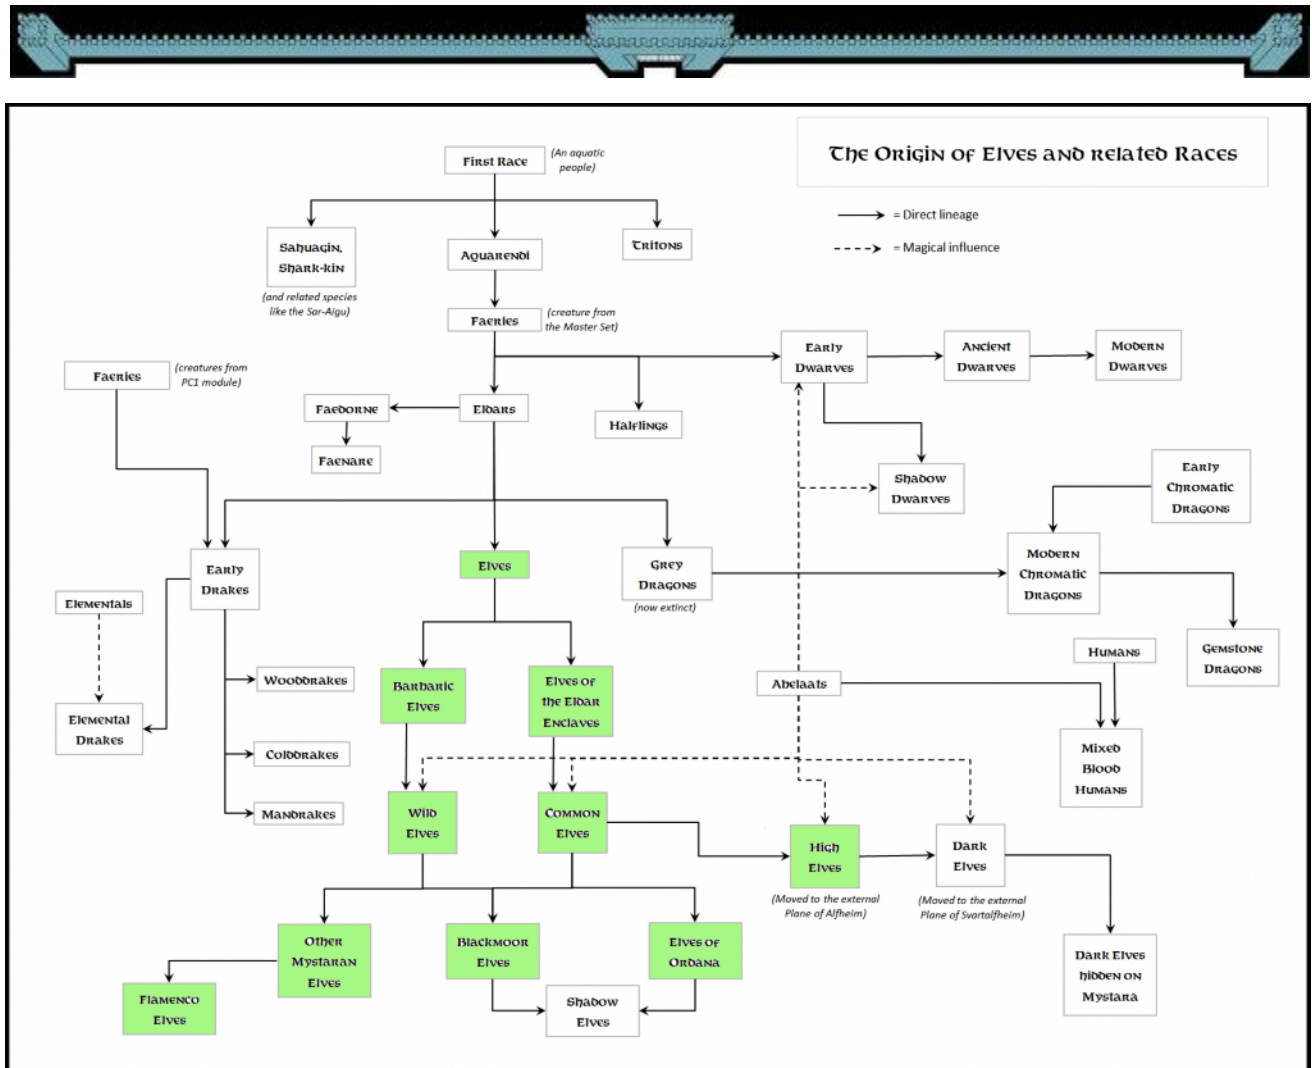 The Origin of Elves and related Races
= Direct lineage
= Magical influence
First Race
(An aquatic
people)
Sahuagin,
Shark-kin
(and related species
like the Sar-Aigu)
Aquarendi
Tritons
Faeries
(creature from
the Master Set)
Faeries
(creatures from
PC1 module)
Early
Dwarves
Ancient
Dwarves
Modern
Dwarves
Faedorne
Eldars
Halflings
Faenare
Shadow
Dwarves
Early
Chromatic
Dragons
Early
Drakes
Elves
Grey
Dragons
(now extinct)
Modern
Chromatic
Dragons
Elementals
Gemstone
Dragons
Humans
Wooddrakes
Barbaric
Elves
Elves of
the Eldar
Enclaves
Abelaats
Elemental
Drakes
Colddrakes
Mixed
Blood
Humans
Mandrakes
Wild
Elves
Common
Elves
High
Elves
(Moved to the external
Plane of Alfheim)
Dark
Elves
(Moved to the external
Plane of Svartalfheim)
Other
Mystaran
Elves
Blackmoor
Elves
Elves of
Ordana
Dark Elves
hidden on
Mystara
Flamenco
Elves
Shadow
Elves